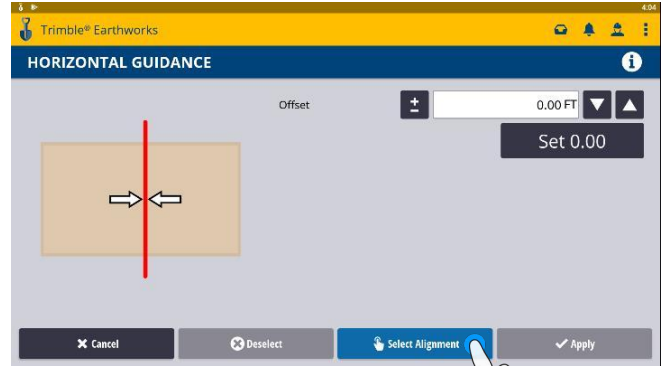 4:04
Trimble® Earthworks
HORIZONTAL GUIDANCE
Offset ± 0.00 FT
Set 0.00
Cancel Deselect Select Alignment Apply